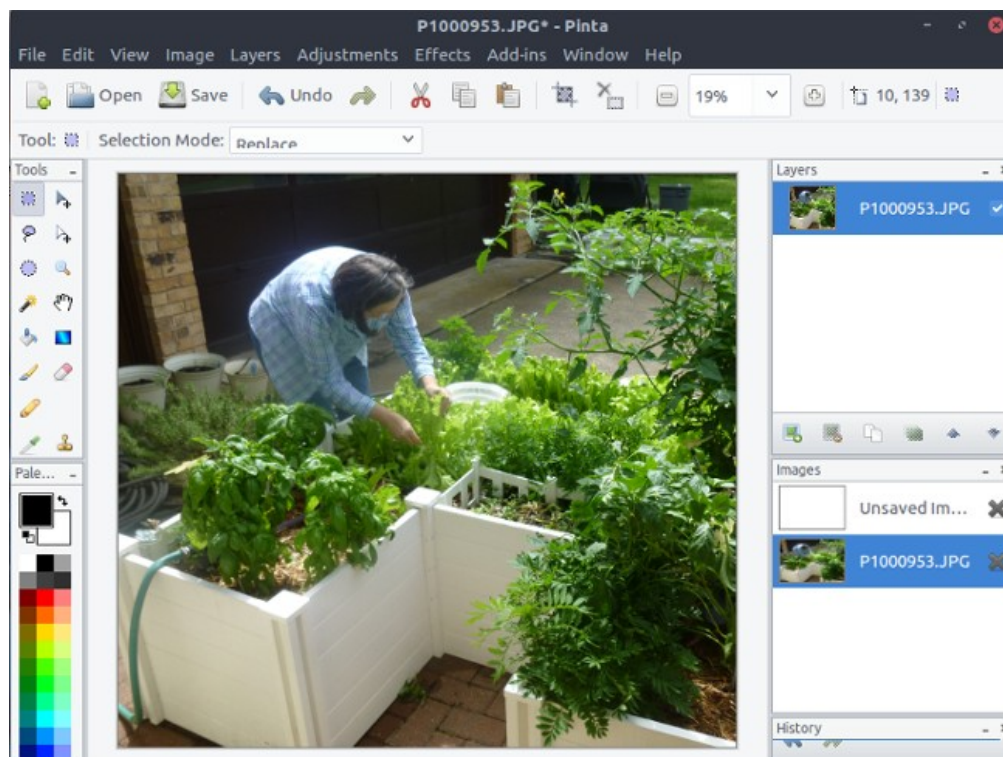 P1000953.JPG* - Pinta
File Edit View Image Layers Adjustments Effects Add-ins Window Help
Open Save Undo 19% 10, 139
Tool: Selection Mode: Replace
Tools
Layers
P1000953.JPG
Pale...
Images
Unsaved Im...
P1000953.JPG
History